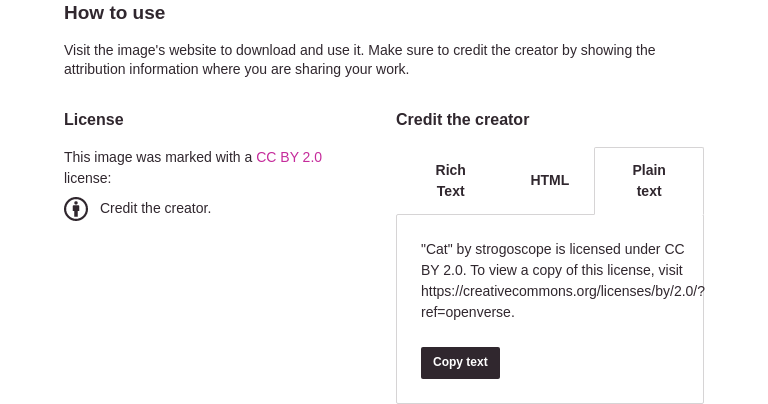 How to use
Visit the image's website to download and use it. Make sure to credit the creator by showing the
attribution information where you are sharing your work.
License
This image was marked with a CC BY 2.0
license:
Credit the creator.
Credit the creator
Rich
Text
HTML
Plain
text
"Cat" by strogoscope is licensed under CC
BY 2.0. To view a copy of this license, visit
https://creativecommons.org/licenses/by/2.0/?
ref=openverse.
Copy text